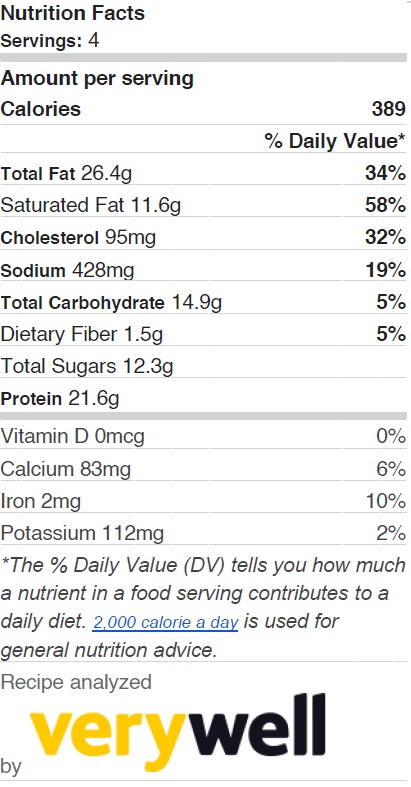 Nutrition Facts
Servings: 4
Amount per serving
Calories 389
% Daily Value*
Total Fat 26.4g 34%
Saturated Fat 11.6g 58%
Cholesterol 95mg 32%
Sodium 428mg 19%
Total Carbohydrate 14.9g 5%
Dietary Fiber 1.5g 5%
Total Sugars 12.3g
Protein 21.6g
Vitamin D 0mcg 0%
Calcium 83mg 6%
Iron 2mg 10%
Potassium 112mg 2%
*The % Daily Value (DV) tells you how much
a nutrient in a food serving contributes to a
daily diet. 2,000 calorie a day is used for
general nutrition advice.
Recipe analyzed
by verywell